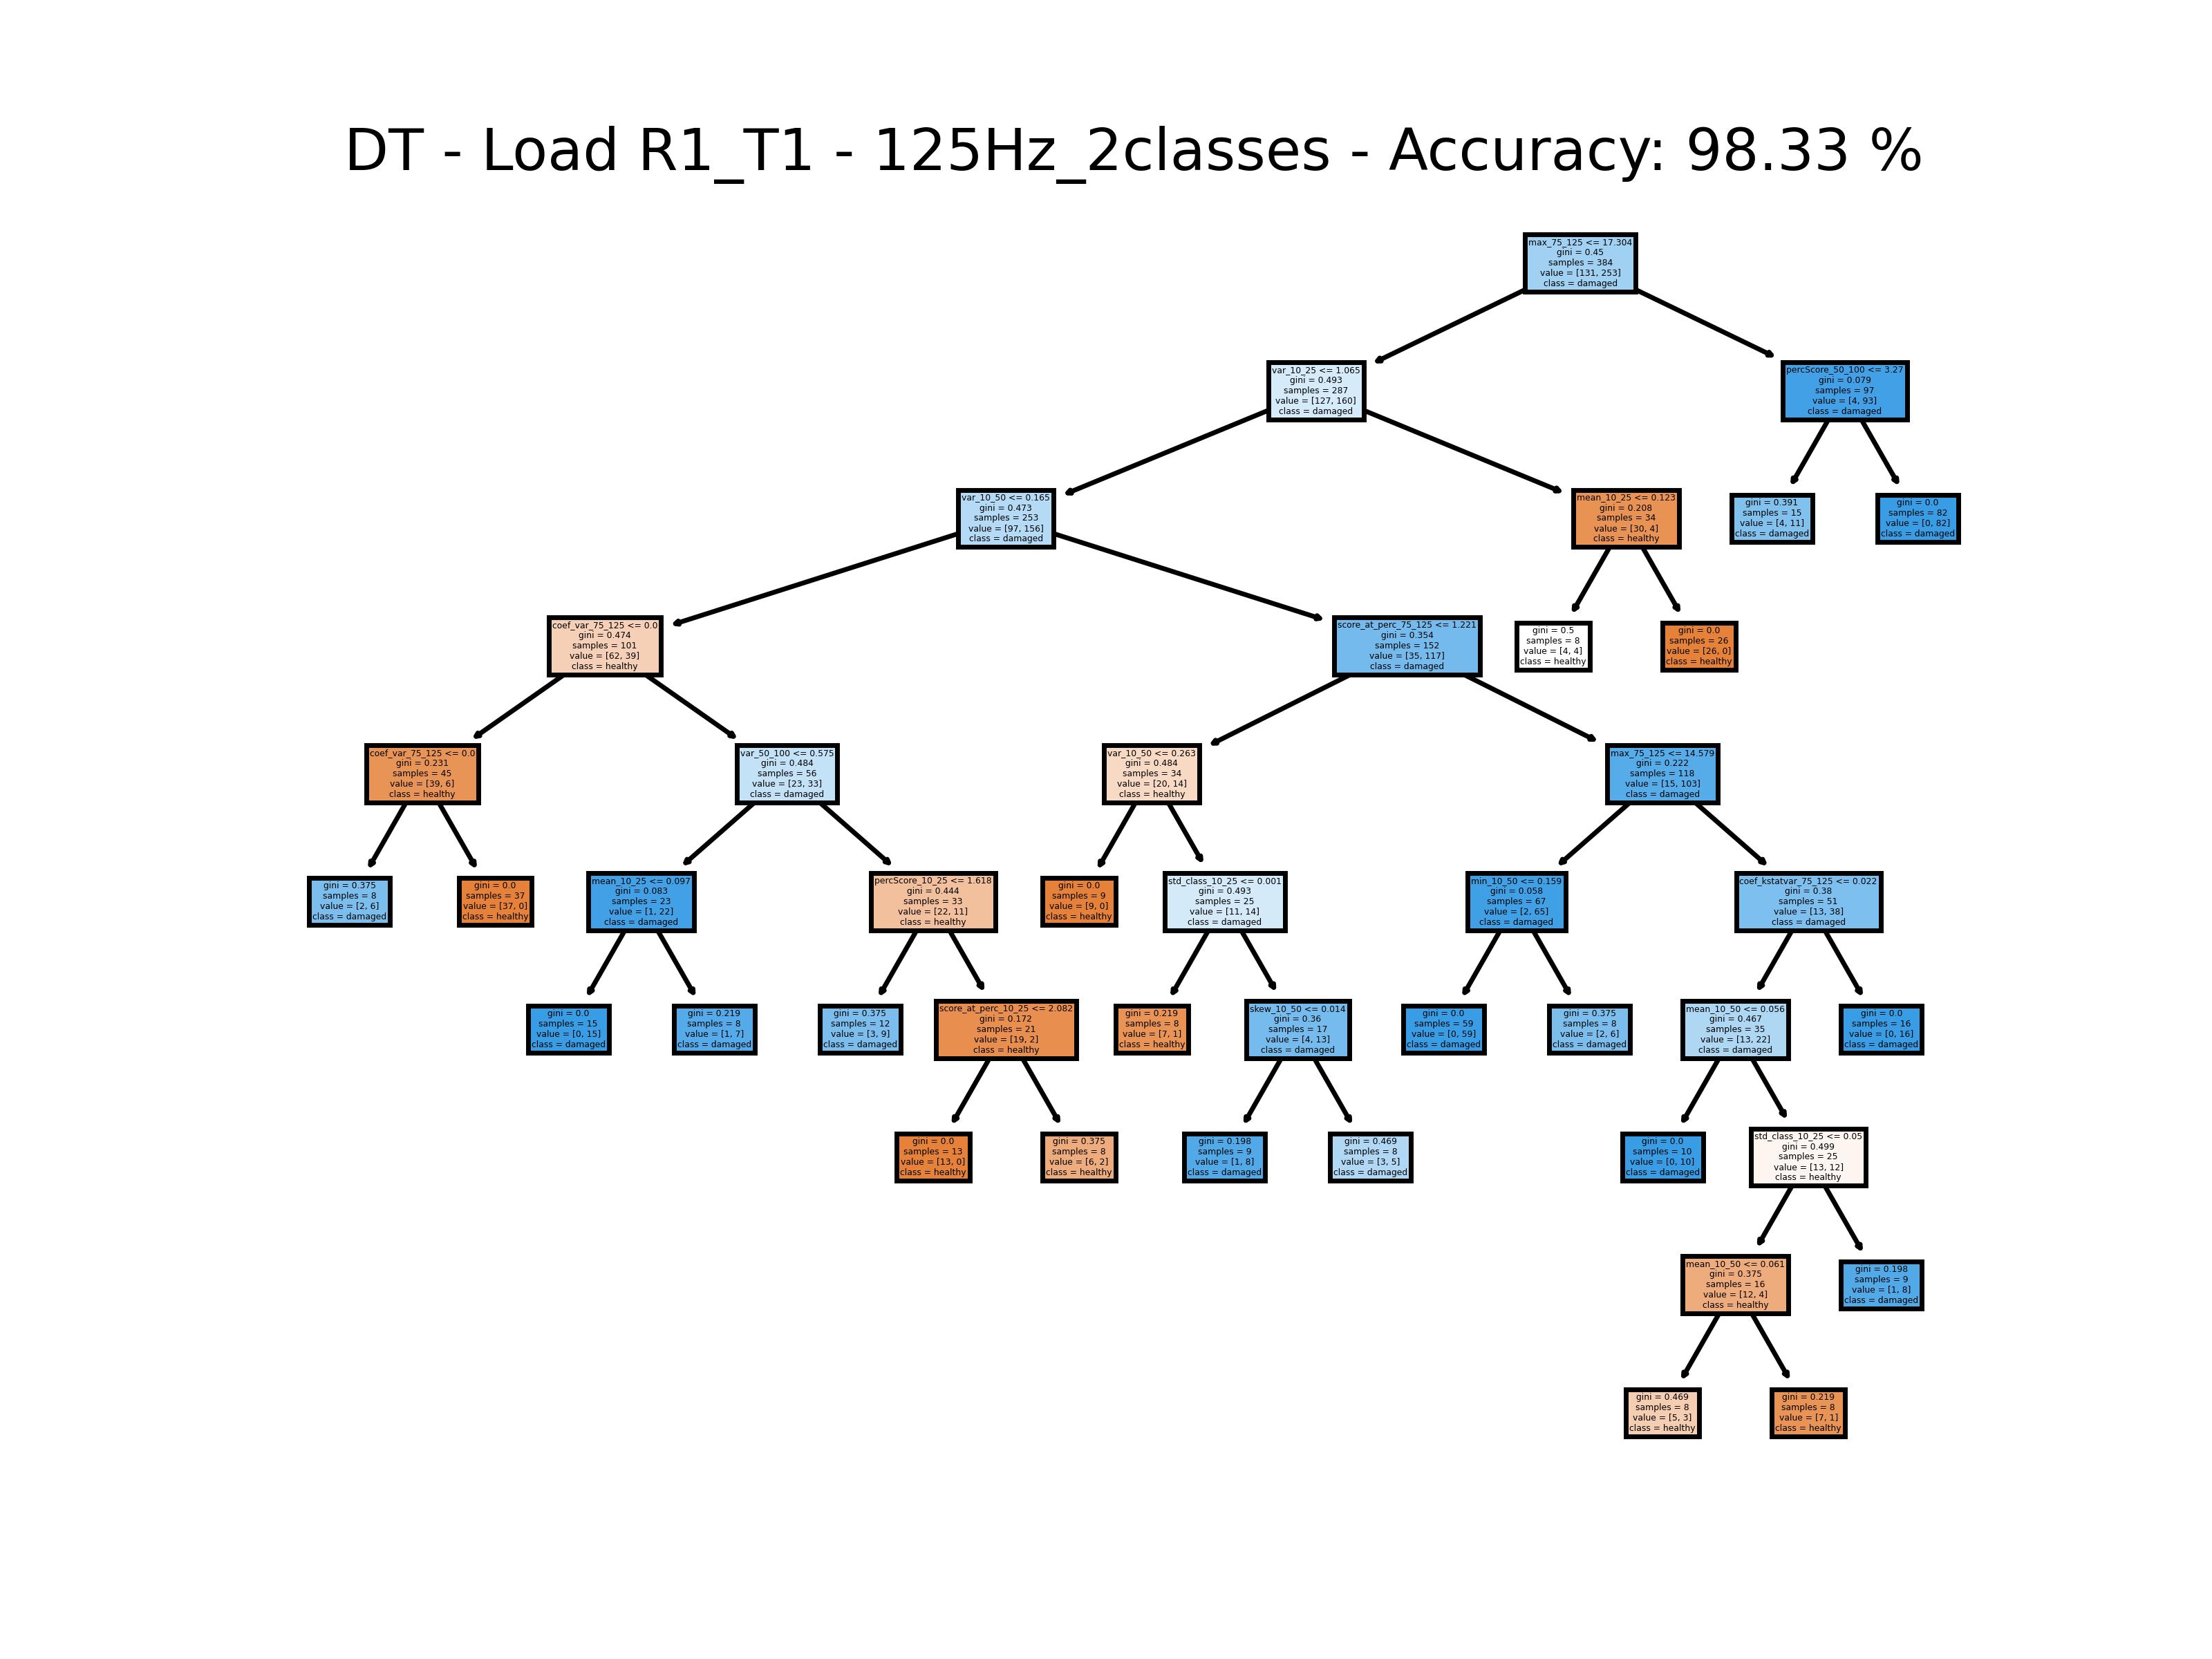 DT - Load R1_T1 - 125Hz_2classes - Accuracy: 98.33 %
max_75_125 <= 17.304
gini = 0.45
samples = 384
value = [131, 253]
class = damaged
var_10_25 <= 1.065
gini = 0.493
samples = 287
value = [127, 160]
class = damaged
percScore_50_100 <= 3.27
gini = 0.079
samples = 97
value = [4, 93]
class = damaged
var_10_50 <= 0.165
gini = 0.473
samples = 253
value = [97, 156]
class = damaged
mean_10_25 <= 0.123
gini = 0.208
samples = 34
value = [30, 4]
class = healthy
gini = 0.391
samples = 15
value = [4, 11]
class = damaged
gini = 0.0
samples = 82
value = [0, 82]
class = damaged
coef_var_75_125 <= 0.0
gini = 0.474
samples = 101
value = [62, 39]
class = healthy
score_at_perc_75_125 <= 1.221
gini = 0.354
samples = 152
value = [35, 117]
class = damaged
gini = 0.5
samples = 8
value = [4, 4]
class = healthy
gini = 0.0
samples = 26
value = [26, 0]
class = healthy
coef_var_75_125 <= 0.0
gini = 0.231
samples = 45
value = [39, 6]
class = healthy
var_50_100 <= 0.575
gini = 0.484
samples = 56
value = [23, 33]
class = damaged
var_10_50 <= 0.263
gini = 0.484
samples = 34
value = [20, 14]
class = healthy
max_75_125 <= 14.579
gini = 0.222
samples = 118
value = [15, 103]
class = damaged
gini = 0.375
samples = 8
value = [2, 6]
class = damaged
gini = 0.0
samples = 37
value = [37, 0]
class = healthy
mean_10_25 <= 0.097
gini = 0.083
samples = 23
value = [1, 22]
class = damaged
percScore_10_25 <= 1.618
gini = 0.444
samples = 33
value = [22, 11]
class = healthy
gini = 0.0
samples = 9
value = [9, 0]
class = healthy
std_class_10_25 <= 0.001
gini = 0.493
samples = 25
value = [11, 14]
class = damaged
min_10_50 <= 0.159
gini = 0.058
samples = 67
value = [2, 65]
class = damaged
coef_kstatvar_75_125 <= 0.022
gini = 0.38
samples = 51
value = [13, 38]
class = damaged
gini = 0.0
samples = 15
value = [0, 15]
class = damaged
gini = 0.219
samples = 8
value = [1, 7]
class = damaged
gini = 0.375
samples = 12
value = [3, 9]
class = damaged
score_at_perc_10_25 <= 2.082
gini = 0.172
samples = 21
value = [19, 2]
class = healthy
gini = 0.219
samples = 8
value = [7, 1]
class = healthy
skew_10_50 <= 0.014
gini = 0.36
samples = 17
value = [4, 13]
class = damaged
gini = 0.0
samples = 59
value = [0, 59]
class = damaged
gini = 0.375
samples = 8
value = [2, 6]
class = damaged
mean_10_50 <= 0.056
gini = 0.467
samples = 35
value = [13, 22]
class = damaged
gini = 0.0
samples = 16
value = [0, 16]
class = damaged
gini = 0.0
samples = 13
value = [13, 0]
class = healthy
gini = 0.375
samples = 8
value = [6, 2]
class = healthy
gini = 0.198
samples = 9
value = [1, 8]
class = damaged
gini = 0.469
samples = 8
value = [3, 5]
class = damaged
gini = 0.0
samples = 10
value = [0, 10]
class = damaged
std_class_10_25 <= 0.05
gini = 0.499
samples = 25
value = [13, 12]
class = healthy
mean_10_50 <= 0.061
gini = 0.375
samples = 16
value = [12, 4]
class = healthy
gini = 0.198
samples = 9
value = [1, 8]
class = damaged
gini = 0.469
samples = 8
value = [5, 3]
class = healthy
gini = 0.219
samples = 8
value = [7, 1]
class = healthy